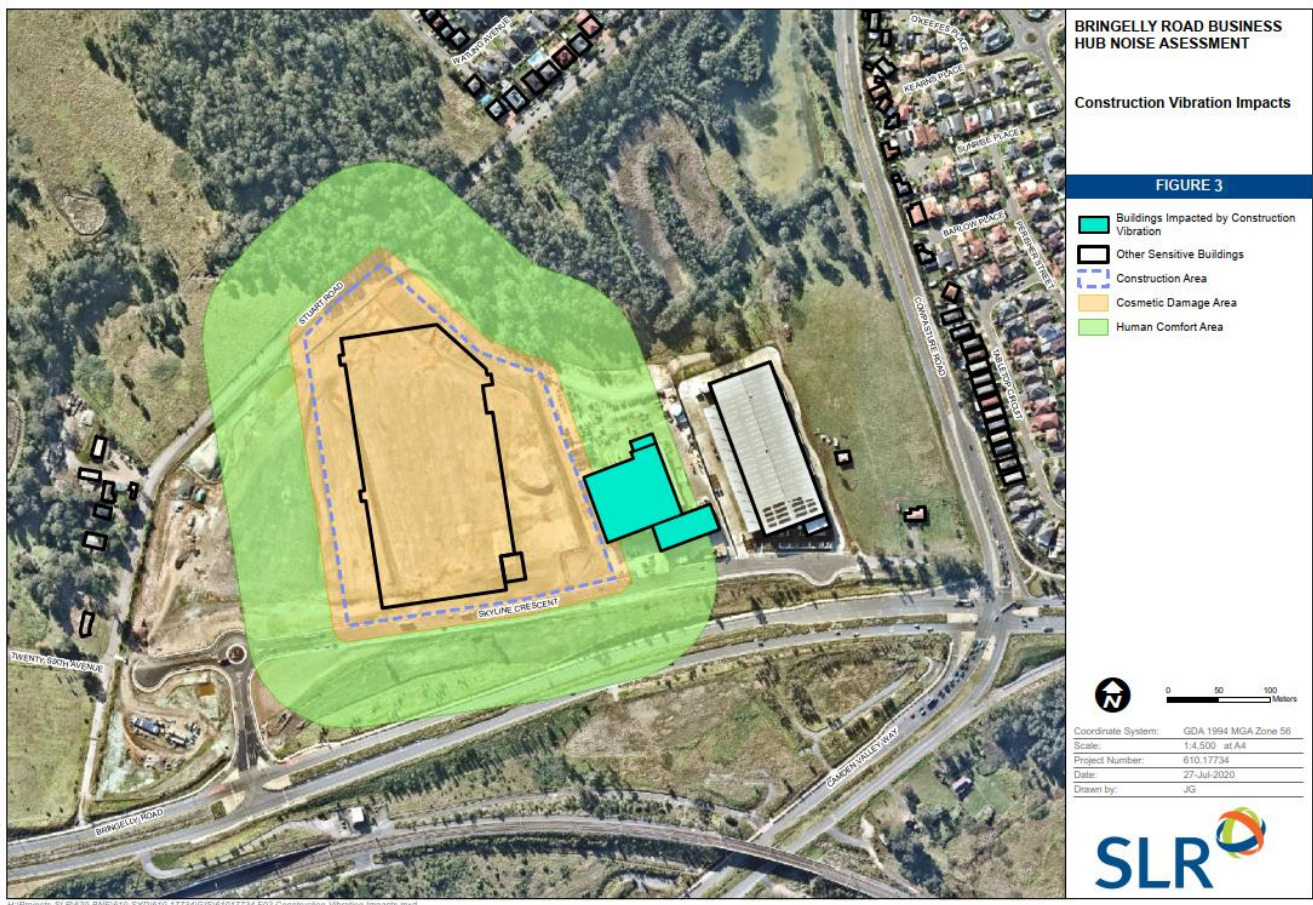 BRINGELLY ROAD BUSINESS
HUB NOISE ASESSMENT
Construction Vibration Impacts
FIGURE 3
Buildings Impacted by Construction
Vibration
Other Sensitive Buildings
Construction Area
Cosmetic Damage Area
Human Comfort Area
WATLING AVENUE
O'KEEFES PLACE
KEARNS PLACE
SUNRISE PLACE
BARLOW PLACE
PERISHER STREET
COWPASTURE ROAD
TABLETOP CIRCUIT
STUART ROAD
SKYLINE CRESCENT
TWENTY SIXTH AVENUE
CAMDEN VALLEY WAY
BRINGELLY ROAD
N
0 50 100
Meters
Coordinate System: GDA 1994 MGA Zone 56
Scale: 1:4,500 at A4
Project Number: 610.17734
Date: 27-Jul-2020
Drawn by: JG
SLR